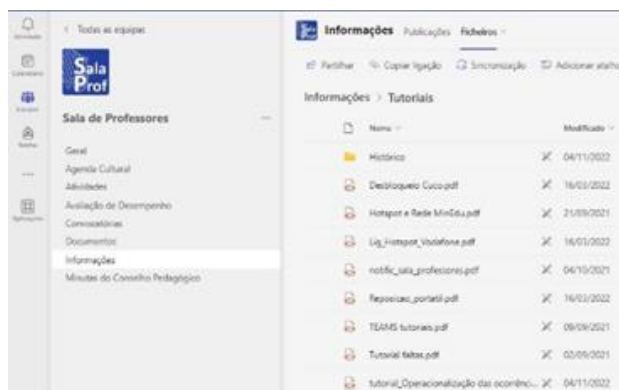 < Todas as equipas
Sala
Prof
Sala de Professores
Geral
Agenda Cultural
Atividades
Avaliação de Desempenho
Convocatórias
Documentos
Informações
Minutas do Conselho Pedagógico
Informações Publicações Ficheiros
Partilhar Copiar ligação Sincronização Adicionar atalho
Informações > Tutoriais
Nome Modificado
Histórico 04/11/2022
Desbloqueio Cuco.pdf 16/03/2022
Hotspot e Rede MinEdu.pdf 21/09/2021
Lig_Hotspot_Vodafone.pdf 16/03/2022
notific_sala_professores.pdf 04/10/2021
Reposicao_portatil.pdf 16/03/2022
TEAMS tutoriais.pdf 09/09/2021
Tutorial faltas.pdf 02/09/2021
tutorial_Operacionalização das ocorrênc... 04/11/2022